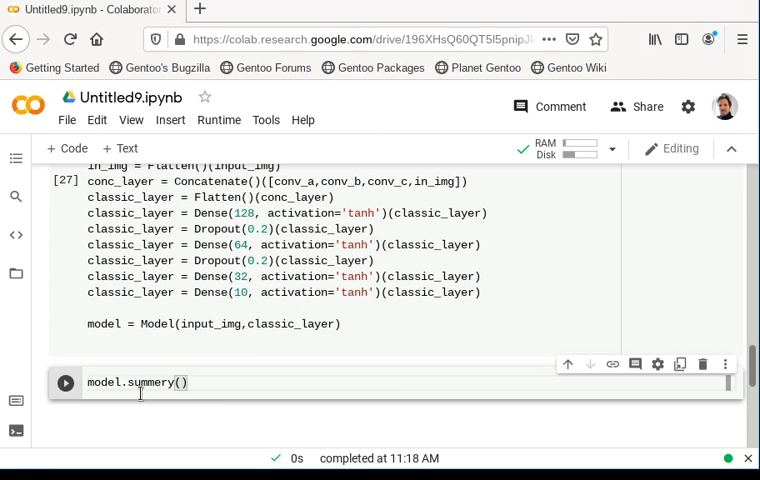 Untitled9.ipynb - Colaborator
https://colab.research.google.com/drive/196XHsQ60QT5l5pnipJ
Getting Started Gentoo's Bugzilla Gentoo Forums Gentoo Packages Planet Gentoo Gentoo Wiki
Untitled9.ipynb
Comment Share
File Edit View Insert Runtime Tools Help
+ Code + Text
RAM
Disk
Editing
in_img = Flatten()(input_img)
[27] conc_layer = Concatenate()([conv_a,conv_b,conv_c,in_img])
classic_layer = Flatten()(conc_layer)
classic_layer = Dense(128, activation='tanh')(classic_layer)
classic_layer = Dropout(0.2)(classic_layer)
classic_layer = Dense(64, activation='tanh')(classic_layer)
classic_layer = Dropout(0.2)(classic_layer)
classic_layer = Dense(32, activation='tanh')(classic_layer)
classic_layer = Dense(10, activation='tanh')(classic_layer)
model = Model(input_img,classic_layer)
model.summery()
0s completed at 11:18 AM